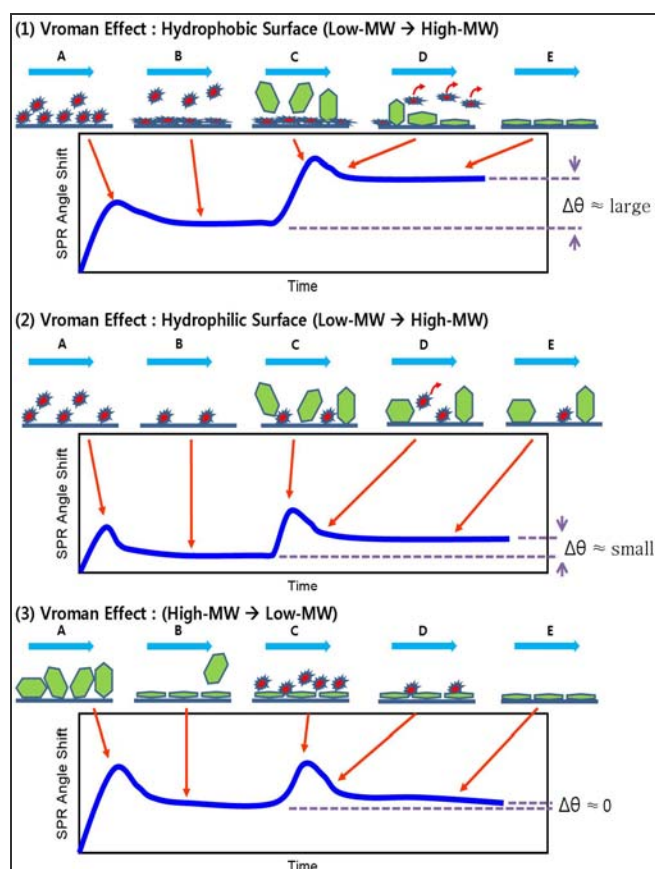 (1) Vroman Effect : Hydrophobic Surface (Low-MW → High-MW)
A B C D E
SPR Angle Shift
Δθ ≈ large
Time
(2) Vroman Effect : Hydrophilic Surface (Low-MW → High-MW)
A B C D E
SPR Angle Shift
Δθ ≈ small
Time
(3) Vroman Effect : (High-MW → Low-MW)
A B C D E
SPR Angle Shift
Δθ ≈ 0
Time